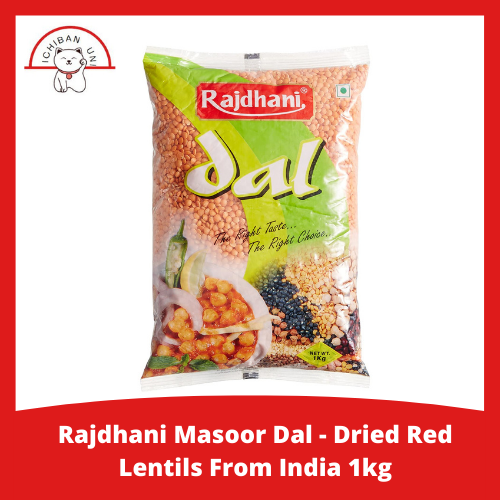 ICHIBAN UNI
Rajdhani®
dal
The Right Taste...
The Right Choice...
NET WT.
1Kg
Rajdhani Masoor Dal - Dried Red
Lentils From India 1kg